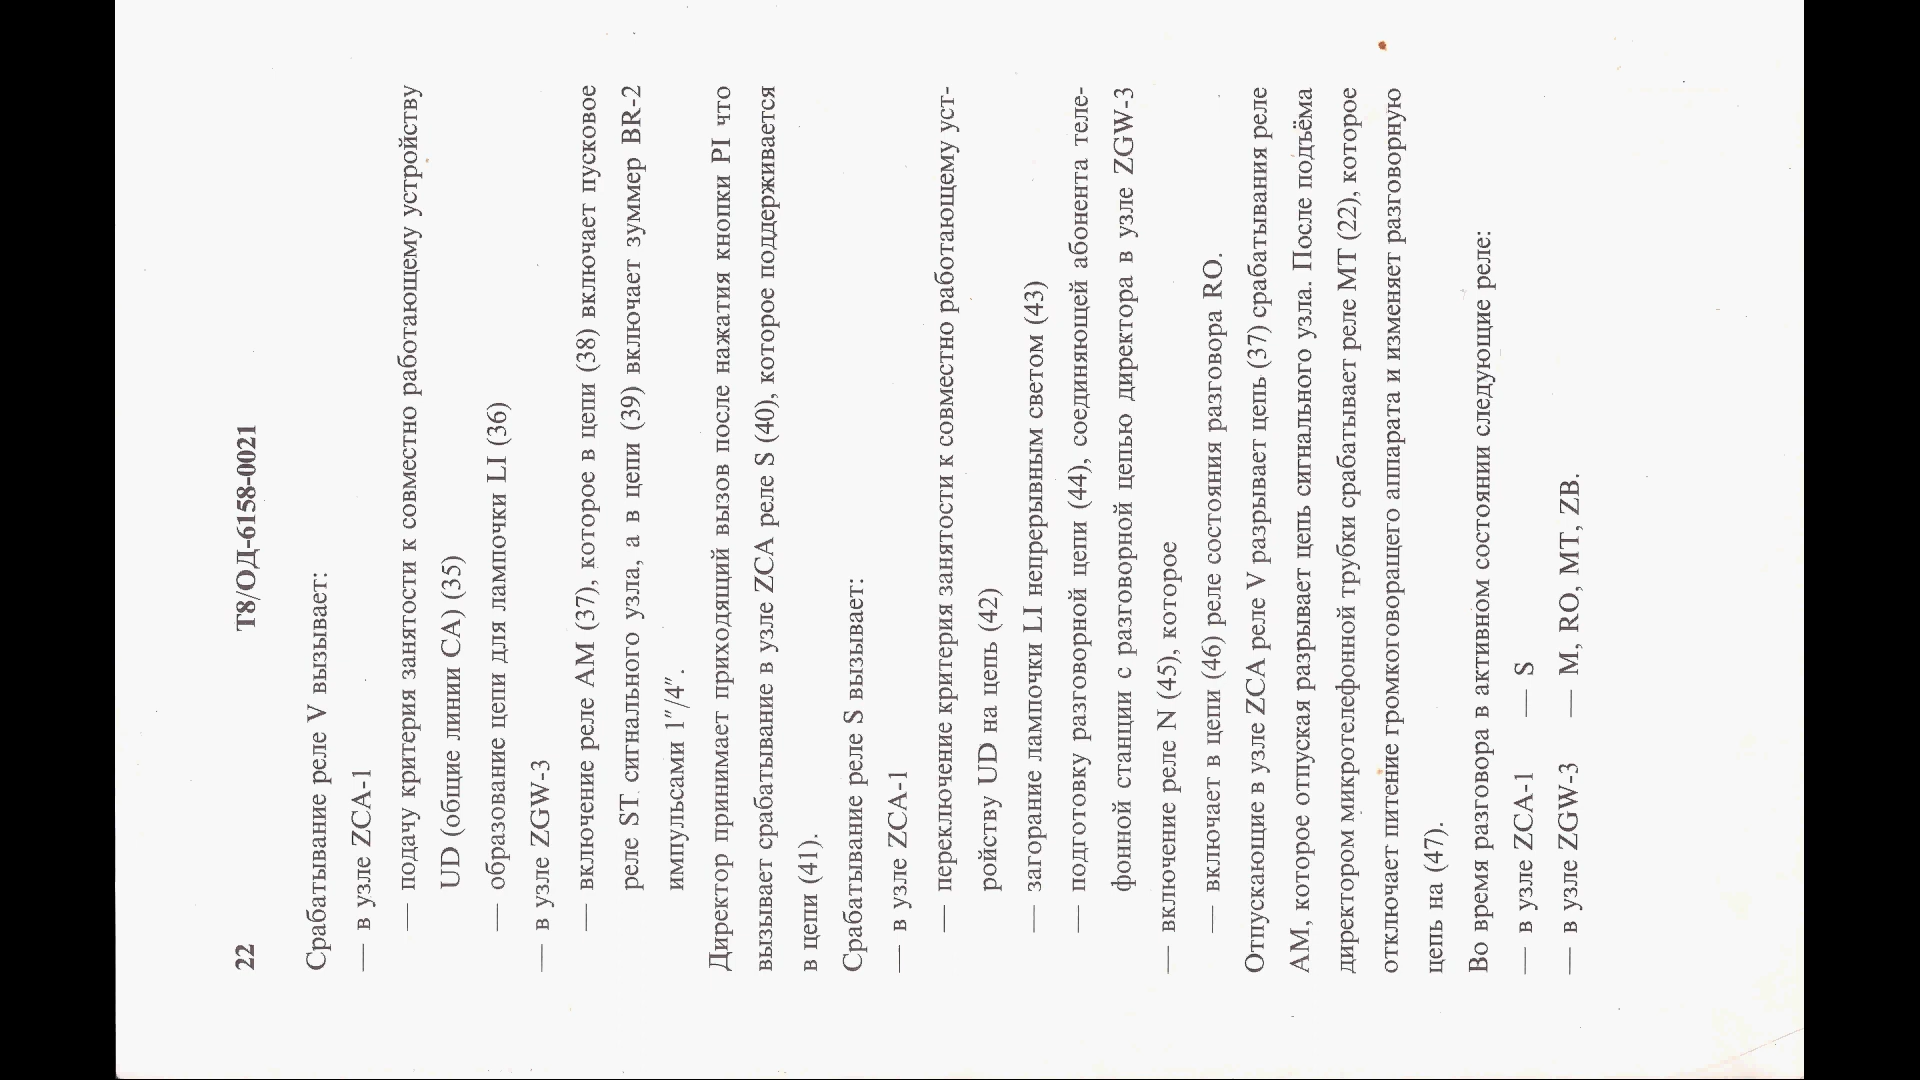 22 Т8/ОД-6158-0021
Срабатывание реле V вызывает:
— в узле ZCA-1
— подачу критерия занятости к совместно работающему устройству
UD (общие линии СА) (35)
— образование цепи для лампочки LI (36)
— в узле ZGW-3
— включение реле АМ (37), которое в цепи (38) включает пусковое
реле ST сигнального узла, а в цепи (39) включает зуммер BR-2
импульсами 1″/4″.
Директор принимает приходящий вызов после нажатия кнопки PI что
вызывает срабатывание в узле ZCA реле S (40), которое поддерживается
в цепи (41).
Срабатывание реле S вызывает:
— в узле ZCA-1
— переключение критерия занятости к совместно работающему уст-
ройству UD на цепь (42)
— загорание лампочки LI непрерывным светом (43)
— подготовку разговорной цепи (44), соединяющей абонента теле-
фонной станции с разговорной цепью директора в узле ZGW-3
— включение реле N (45), которое
— включает в цепи (46) реле состояния разговора RO.
Отпускающие в узле ZCA реле V разрывает цепь (37) срабатывания реле
АМ, которое отпуская разрывает цепь сигнального узла. После подъёма
директором микротелефонной трубки срабатывает реле МТ (22), которое
отключает питение громкоговоращего аппарата и изменяет разговорную
цепь на (47).
Во время разговора в активном состоянии следующие реле:
— в узле ZCA-1 — S
— в узле ZGW-3 — M, RO, MT, ZB.